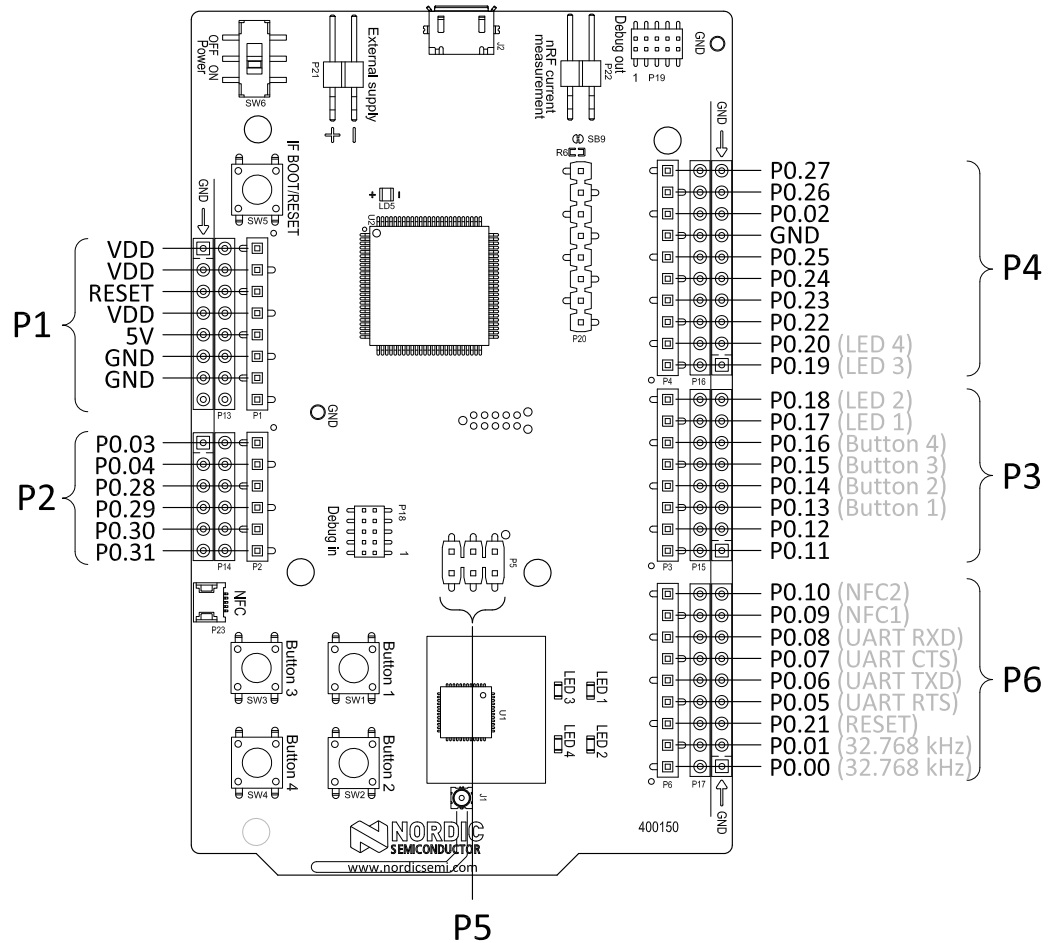 OFF ON
Power
SW6
P21
External supply
+ −
J2
nRF current
measurement
P22
Debug out
1 P19
GND
SB9
R6
P20
IF BOOT/RESET
SW5
+ −
LD5
U2
GND
GND
P1
VDD
VDD
RESET
VDD
5V
GND
GND
P13 P1
P2
P0.03
P0.04
P0.28
P0.29
P0.30
P0.31
P14 P2
GND
Debug in
P18
1
P5
P4
P0.27
P0.26
P0.02
GND
P0.25
P0.24
P0.23
P0.22
P0.20 (LED 4)
P0.19 (LED 3)
P4 P16
P3
P0.18 (LED 2)
P0.17 (LED 1)
P0.16 (Button 4)
P0.15 (Button 3)
P0.14 (Button 2)
P0.13 (Button 1)
P0.12
P0.11
P3 P15
P6
P0.10 (NFC2)
P0.09 (NFC1)
P0.08 (UART RXD)
P0.07 (UART CTS)
P0.06 (UART TXD)
P0.05 (UART RTS)
P0.21 (RESET)
P0.01 (32.768 kHz)
P0.00 (32.768 kHz)
P6 P17
GND
NFC
P23
Button 3
SW3
Button 1
SW1
Button 4
SW4
Button 2
SW2
U1
LED 3
LED 1
LED 4
LED 2
J1
NORDIC
SEMICONDUCTOR
www.nordicsemi.com
400150
P5